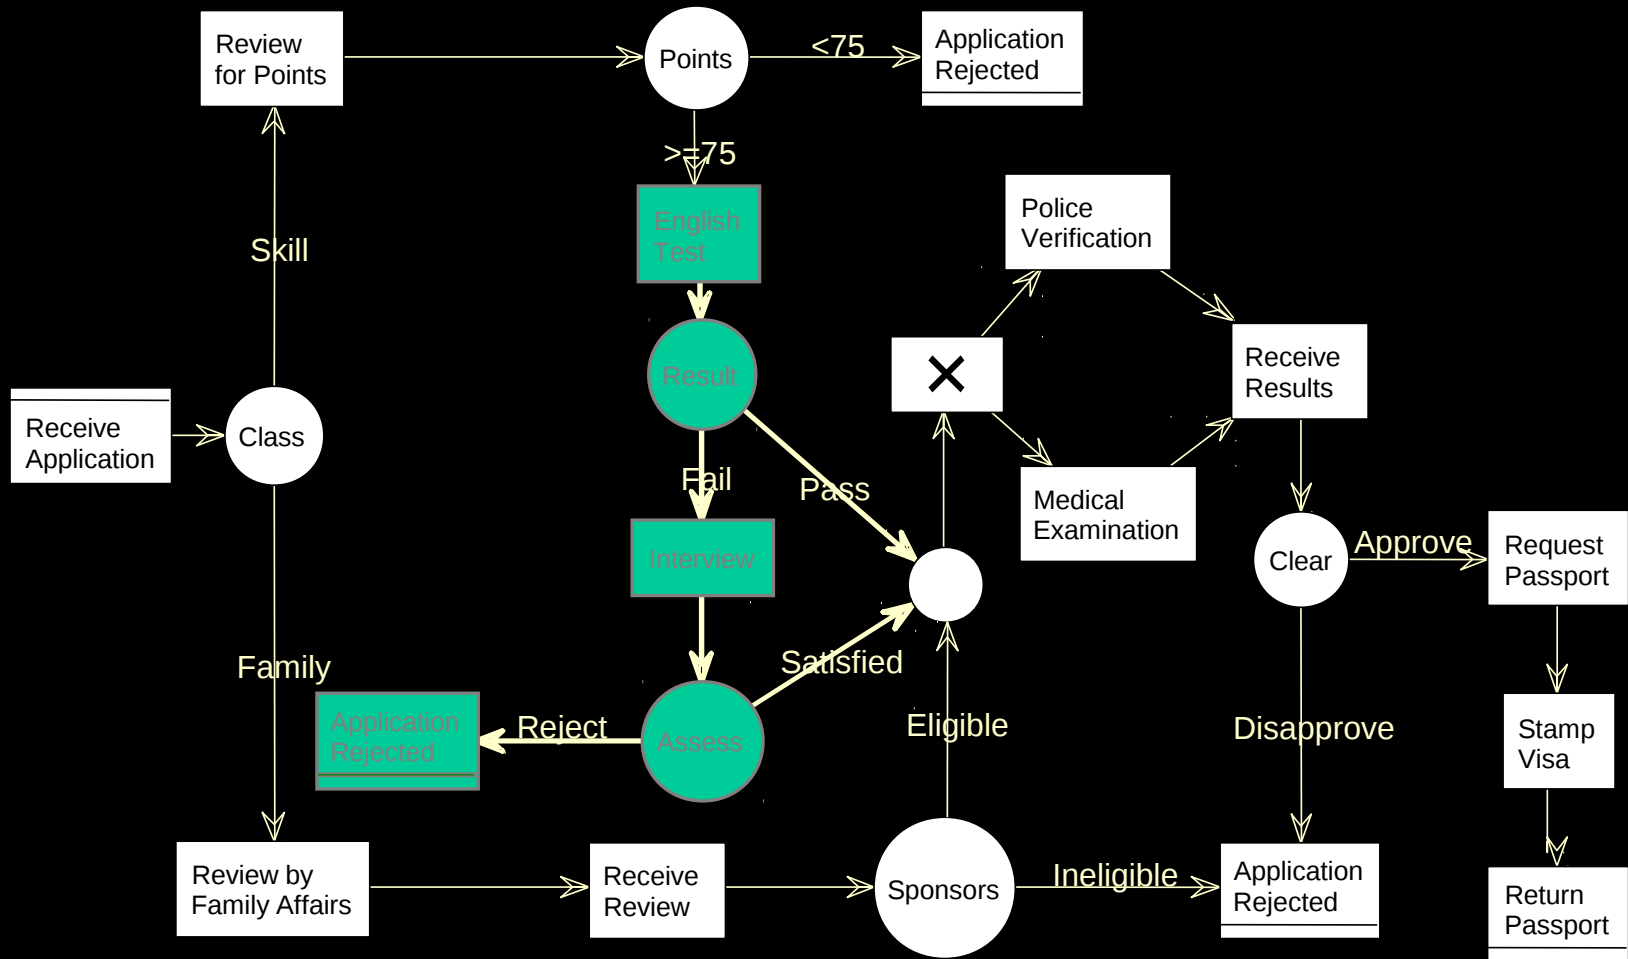 Review
for Points
Points
<75
Application
Rejected
>=75
English
Test
Police
Verification
Skill
Result
Receive
Results
Receive
Application
Class
Fail
Pass
Medical
Examination
Interview
Clear
Approve
Request
Passport
Family
Satisfied
Application
Rejected
Reject
Assess
Eligible
Disapprove
Stamp
Visa
Review by
Family Affairs
Receive
Review
Sponsors
Ineligible
Application
Rejected
Return
Passport